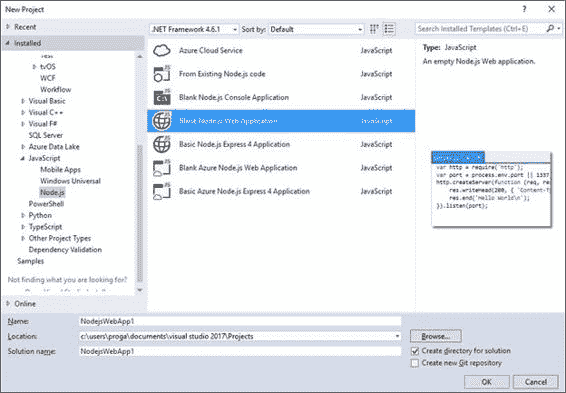 New Project
Recent
.NET Framework 4.6.1
Sort by:
Default
Search Installed Templates (Ctrl+E)
Installed
Test
tvOS
WCF
Workflow
Visual Basic
Visual C++
Visual F#
SQL Server
Azure Data Lake
JavaScript
Mobile Apps
Windows Universal
Node.js
PowerShell
Python
TypeScript
Other Project Types
Dependency Validation
Samples
Not finding what you are looking for?
Online
Azure Cloud Service JavaScript
From Existing Node.js code JavaScript
Blank Node.js Console Application JavaScript
Blank Node.js Web Application JavaScript
Basic Node.js Express 4 Application JavaScript
Blank Azure Node.js Web Application JavaScript
Basic Azure Node.js Express 4 Application JavaScript
Type: JavaScript
An empty Node.js Web application.
var http = require('http');
var port = process.env.port || 1337
http.createServer(function (req, res
res.writeHead(200, { 'Content-T
res.end('Hello World\n');
}).listen(port);
Name: NodejsWebApp1
Location: c:\users\proga\documents\visual studio 2017\Projects
Browse...
Solution name: NodejsWebApp1
Create directory for solution
Create new Git repository
OK
Cancel